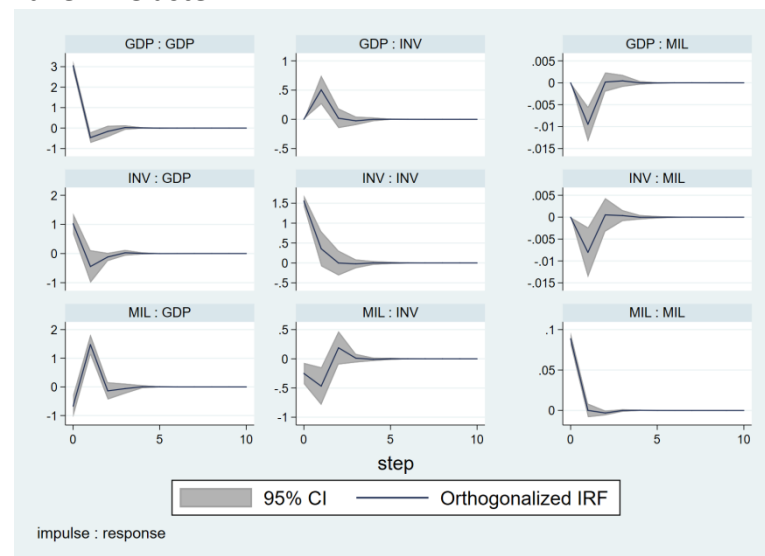 GDP : GDP
GDP : INV
GDP : MIL
3
2
1
0
-1
1
.5
0
-.5
.005
0
-.005
-.01
-.015
INV : GDP
INV : INV
INV : MIL
2
1
0
-1
1.5
1
.5
0
-.5
.005
0
-.005
-.01
-.015
MIL : GDP
MIL : INV
MIL : MIL
2
1
0
-1
.5
0
-.5
-1
.1
.05
0
0 5 10
0 5 10
0 5 10
step
95% CI
Orthogonalized IRF
impulse : response